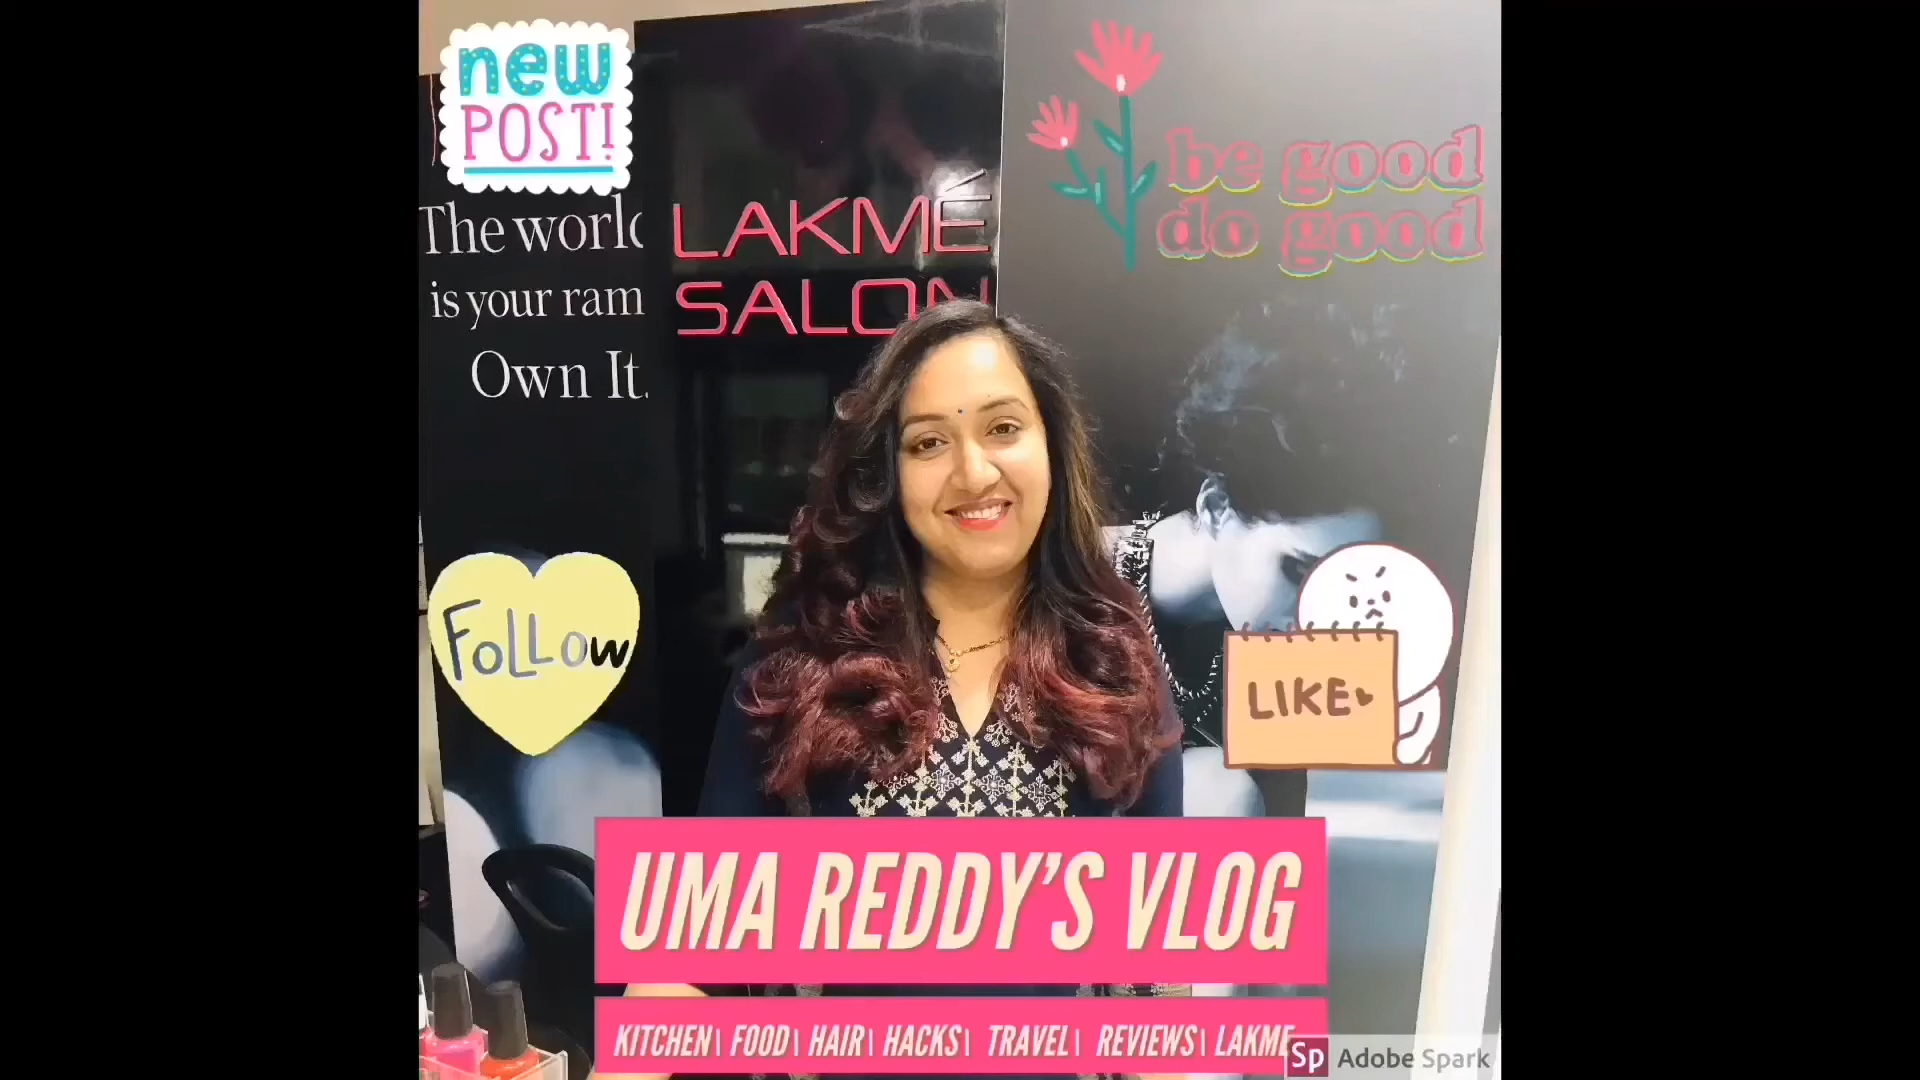 new
POST!
The world
is your ram
Own It.
LAKMÉ
SALON
be good
do good
FOLLOW
LIKE
UMA REDDY'S VLOG
KITCHEN| FOOD| HAIR| HACKS| TRAVEL| REVIEWS| LAKME
Sp Adobe Spark